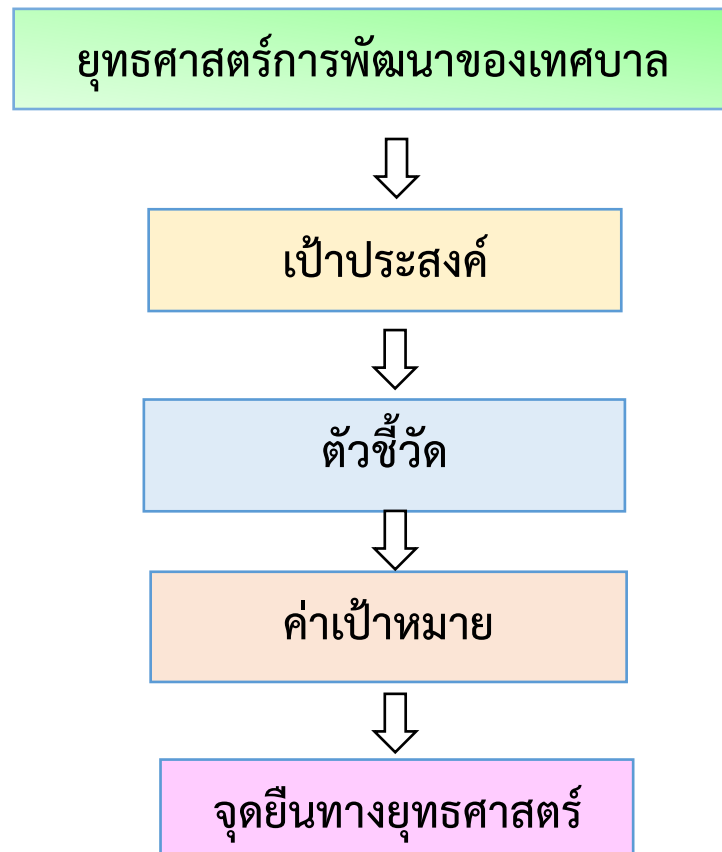 ยุทธศาสตร์การพัฒนาของเทศบาล
เป้าประสงค์
ตัวชี้วัด
ค่าเป้าหมาย
จุดยืนทางยุทธศาสตร์